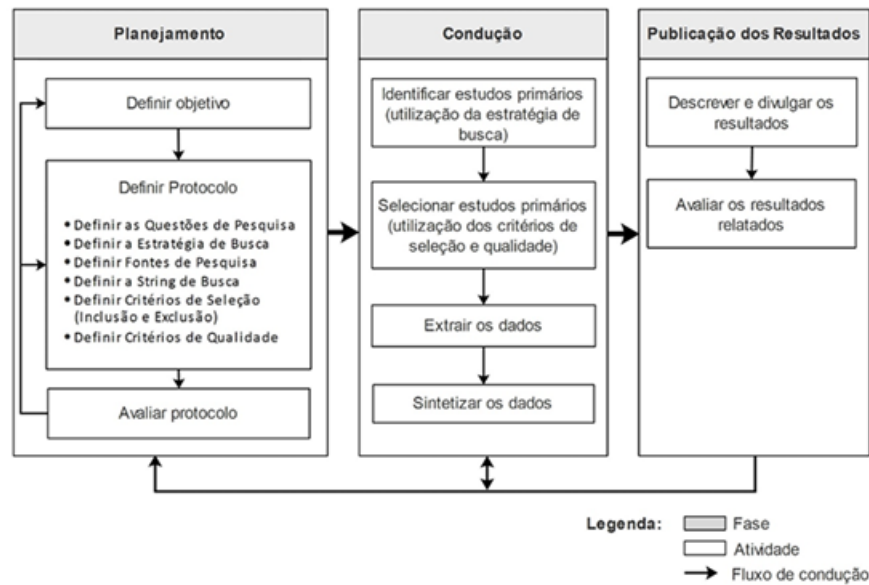 Planejamento
Definir objetivo
Definir Protocolo
• Definir as Questões de Pesquisa
• Definir a Estratégia de Busca
• Definir Fontes de Pesquisa
• Definir a String de Busca
• Definir Critérios de Seleção
(Inclusão e Exclusão)
• Definir Critérios de Qualidade
Avaliar protocolo
Condução
Identificar estudos primários
(utilização da estratégia de
busca)
Selecionar estudos primários
(utilização dos critérios de
seleção e qualidade)
Extrair os dados
Sintetizar os dados
Publicação dos Resultados
Descrever e divulgar os
resultados
Avaliar os resultados
relatados
Legenda:
Fase
Atividade
Fluxo de condução